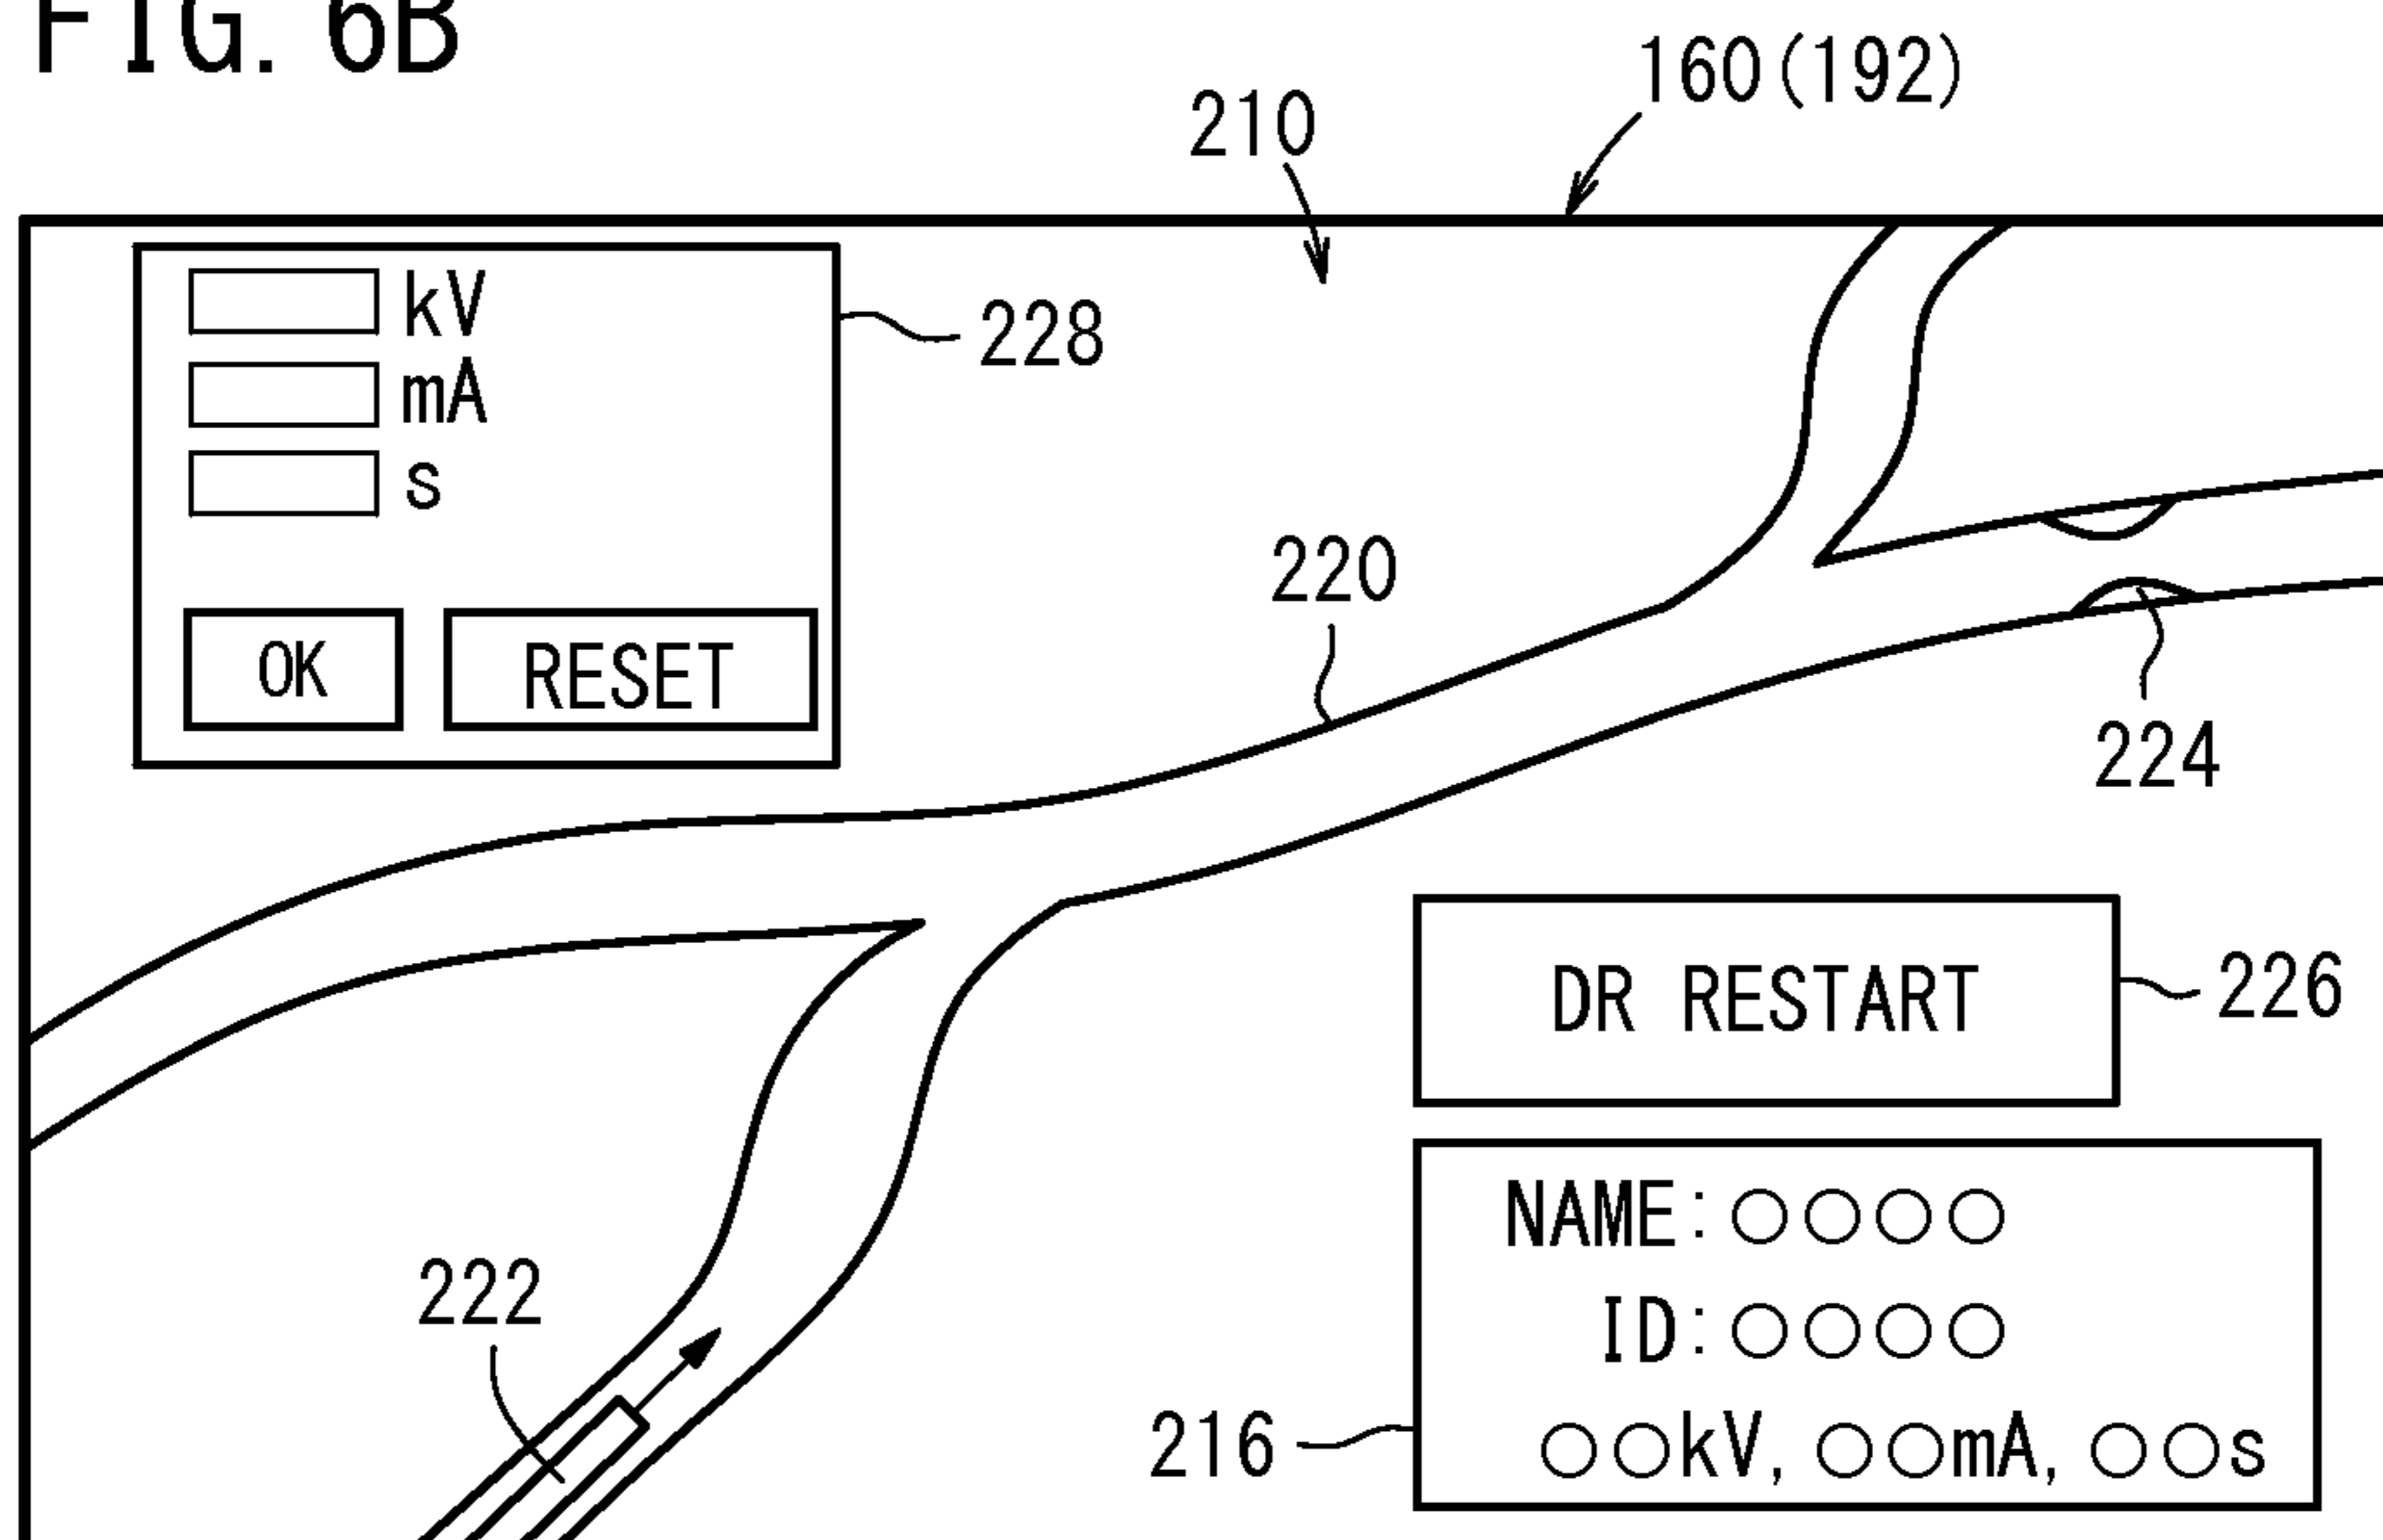 FIG. 6B
160(192)
210
kV
228
mA
s
220
OK
RESET
224
DR RESTART
226
NAME:○○○○
222
ID:○○○○
216
○○kV, ○○mA, ○○s